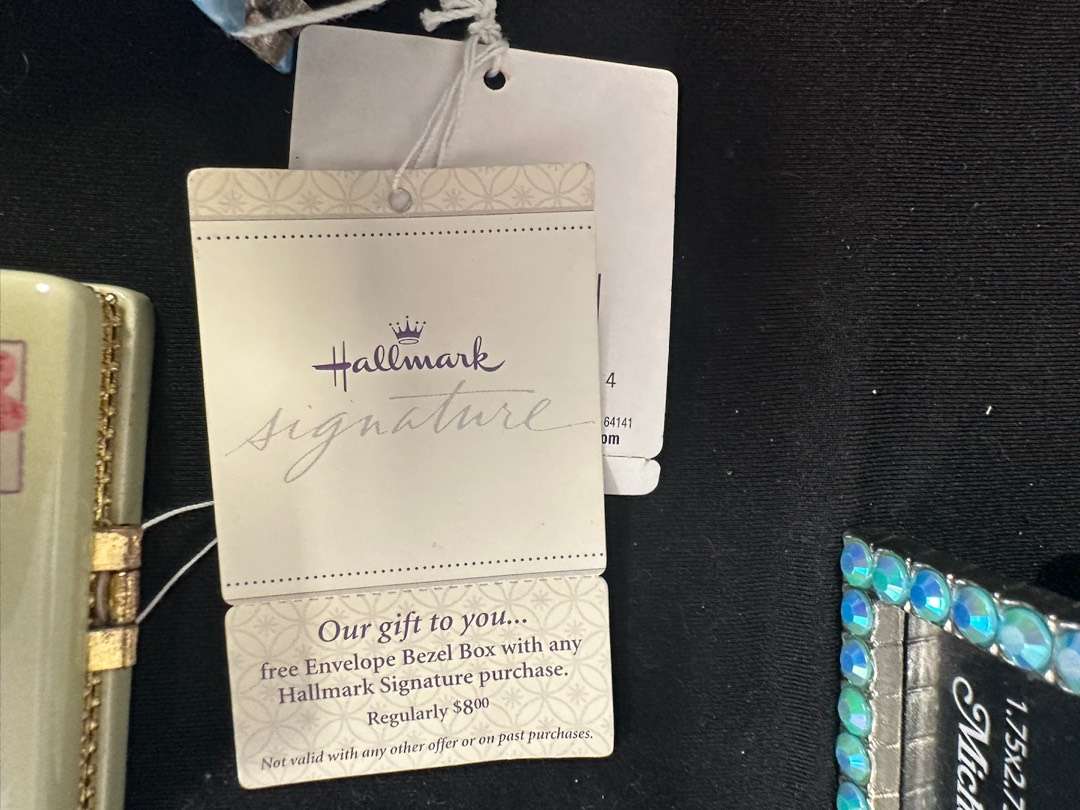 Hallmark
signature
4
64141
om
Our gift to you...
free Envelope Bezel Box with any
Hallmark Signature purchase.
Regularly $8.00
Not valid with any other offer or on past purchases.
1.75x2.7
Mich